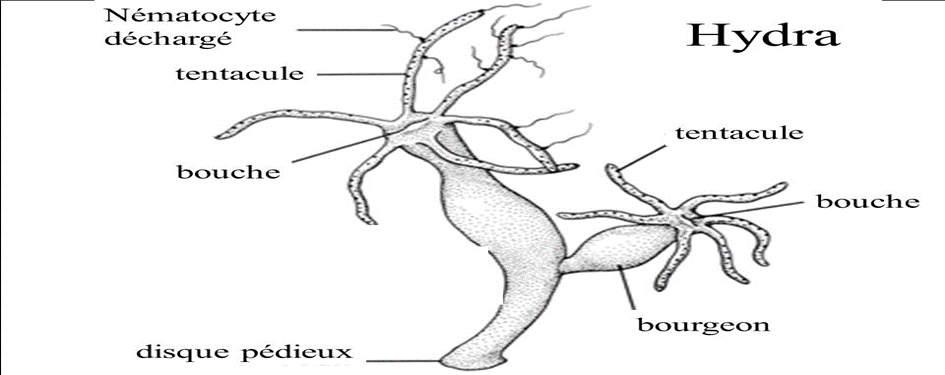 Nématocyte
déchargé
Hydra
tentacule
tentacule
bouche
bouche
bourgeon
disque pédieux